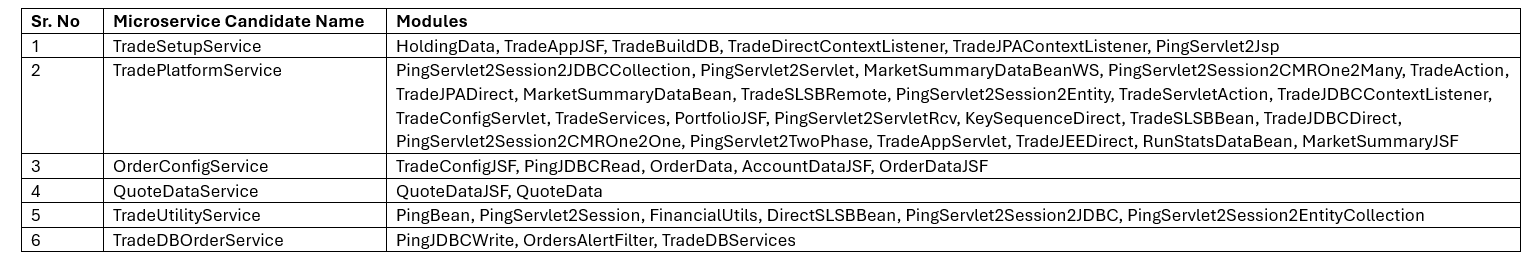 Sr. No Microservice Candidate Name Modules
1 TradeSetupService HoldingData, TradeAppJSF, TradeBuildDB, TradeDirectContextListener, TradeJPAContextListener, PingServlet2Jsp
2 TradePlatformService PingServlet2Session2JDBCCollection, PingServlet2Servlet, MarketSummaryDataBeanWS, PingServlet2Session2CMROne2Many, TradeAction,
TradeJPADirect, MarketSummaryDataBean, TradeSLSBRemote, PingServlet2Session2Entity, TradeServletAction, TradeJDBCContextListener,
TradeConfigServlet, TradeServices, PortfolioJSF, PingServlet2ServletRcv, KeySequenceDirect, TradeSLSBBean, TradeJDBCDirect,
PingServlet2Session2CMROne2One, PingServlet2TwoPhase, TradeAppServlet, TradeJEEDirect, RunStatsDataBean, MarketSummaryJSF
3 OrderConfigService TradeConfigJSF, PingJDBCRead, OrderData, AccountDataJSF, OrderDataJSF
4 QuoteDataService QuoteDataJSF, QuoteData
5 TradeUtilityService PingBean, PingServlet2Session, FinancialUtils, DirectSLSBBean, PingServlet2Session2JDBC, PingServlet2Session2EntityCollection
6 TradeDBOrderService PingJDBCWrite, OrdersAlertFilter, TradeDBServices